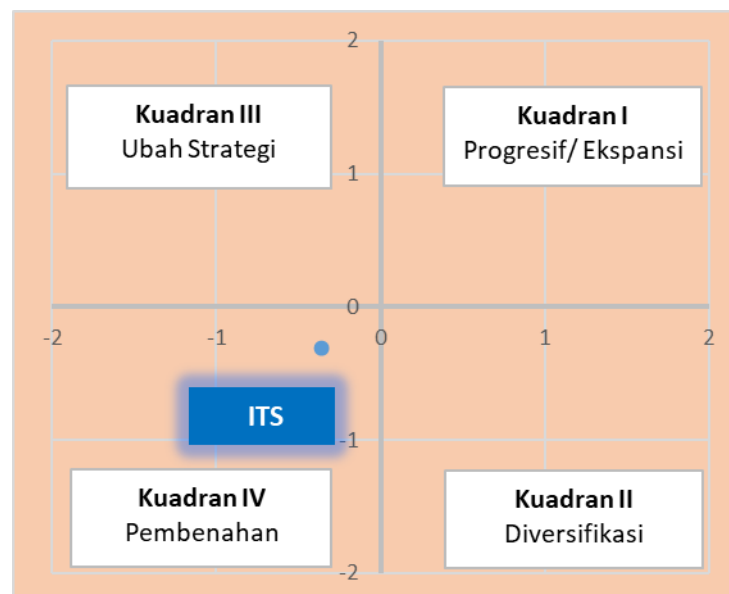 2
Kuadran III
Ubah Strategi
Kuadran I
Progresif/ Ekspansi
1
0
-2
-1
0
1
2
ITS
-1
Kuadran IV
Pembenahan
Kuadran II
Diversifikasi
-2